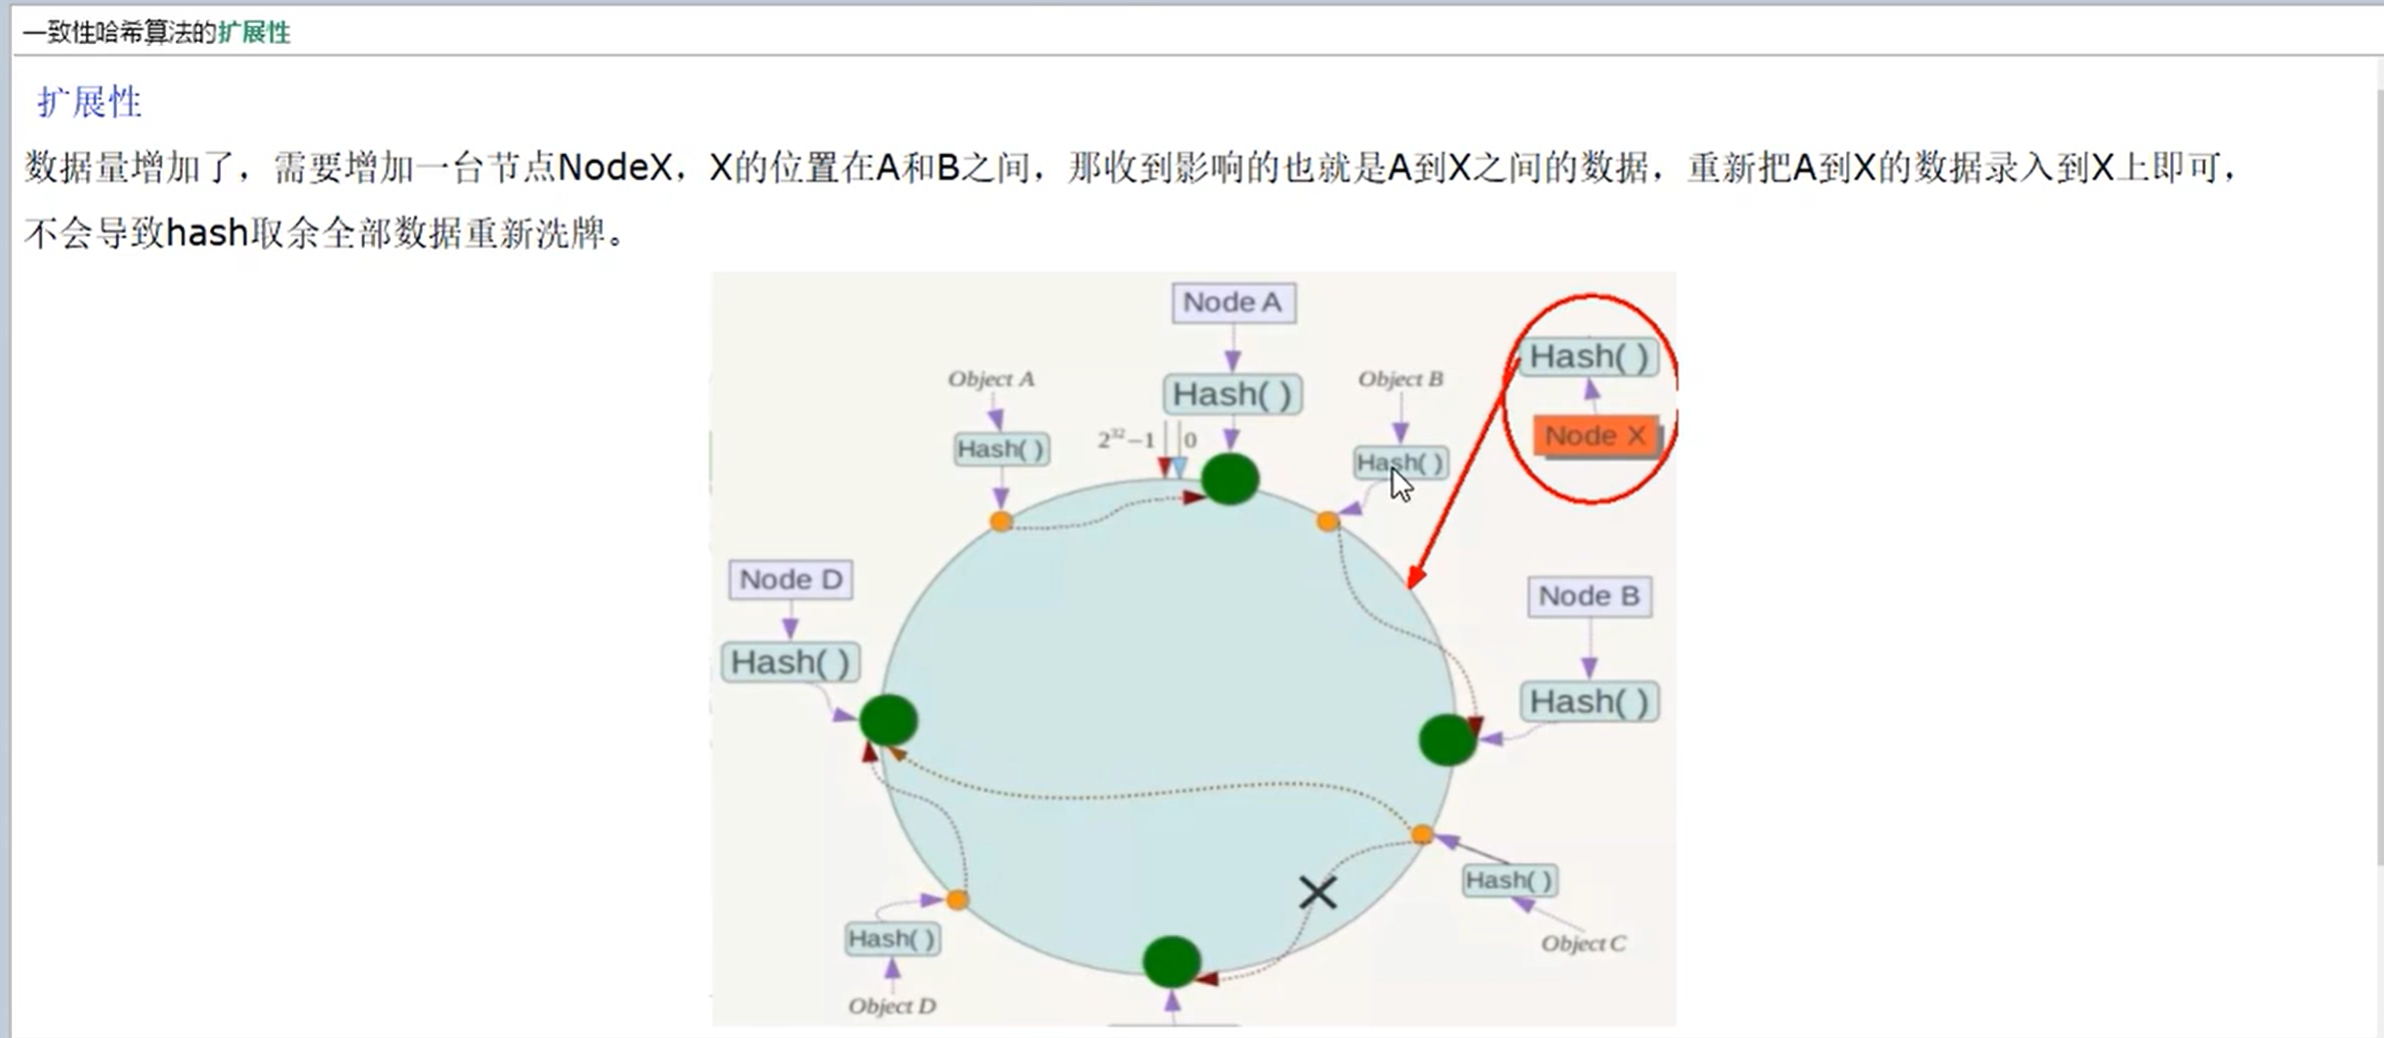 一致性哈希算法的扩展性
扩展性
数据量增加了，需要增加一台节点NodeX，X的位置在A和B之间，那收到影响的也就是A到X之间的数据，重新把A到X的数据录入到X上即可，
不会导致hash取余全部数据重新洗牌。
Node A
Hash( )
Node X
Object A
Hash( )
Object B
Hash( )
2³²−1
0
Hash( )
Node D
Hash( )
Node B
Hash( )
Hash( )
Object C
Hash( )
Object D